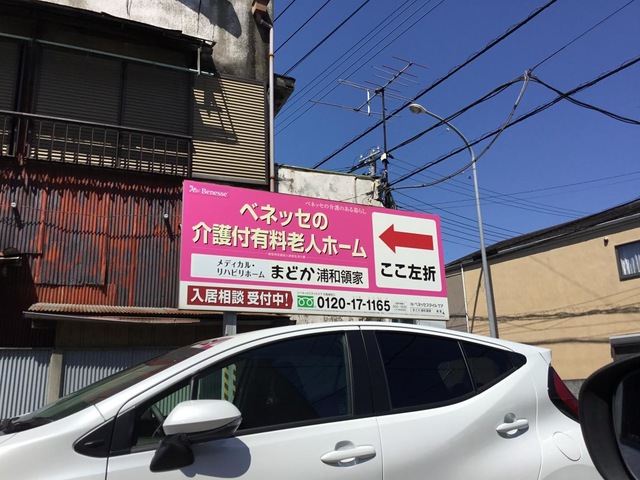 Benesse
ベネッセの介護のある暮らし
ベネッセの
介護付有料老人ホーム
メディカル・
リハビリホーム
まどか 浦和領家
ここ左折
入居相談 受付中!
0120-17-1165
ベネッセスタイルケア